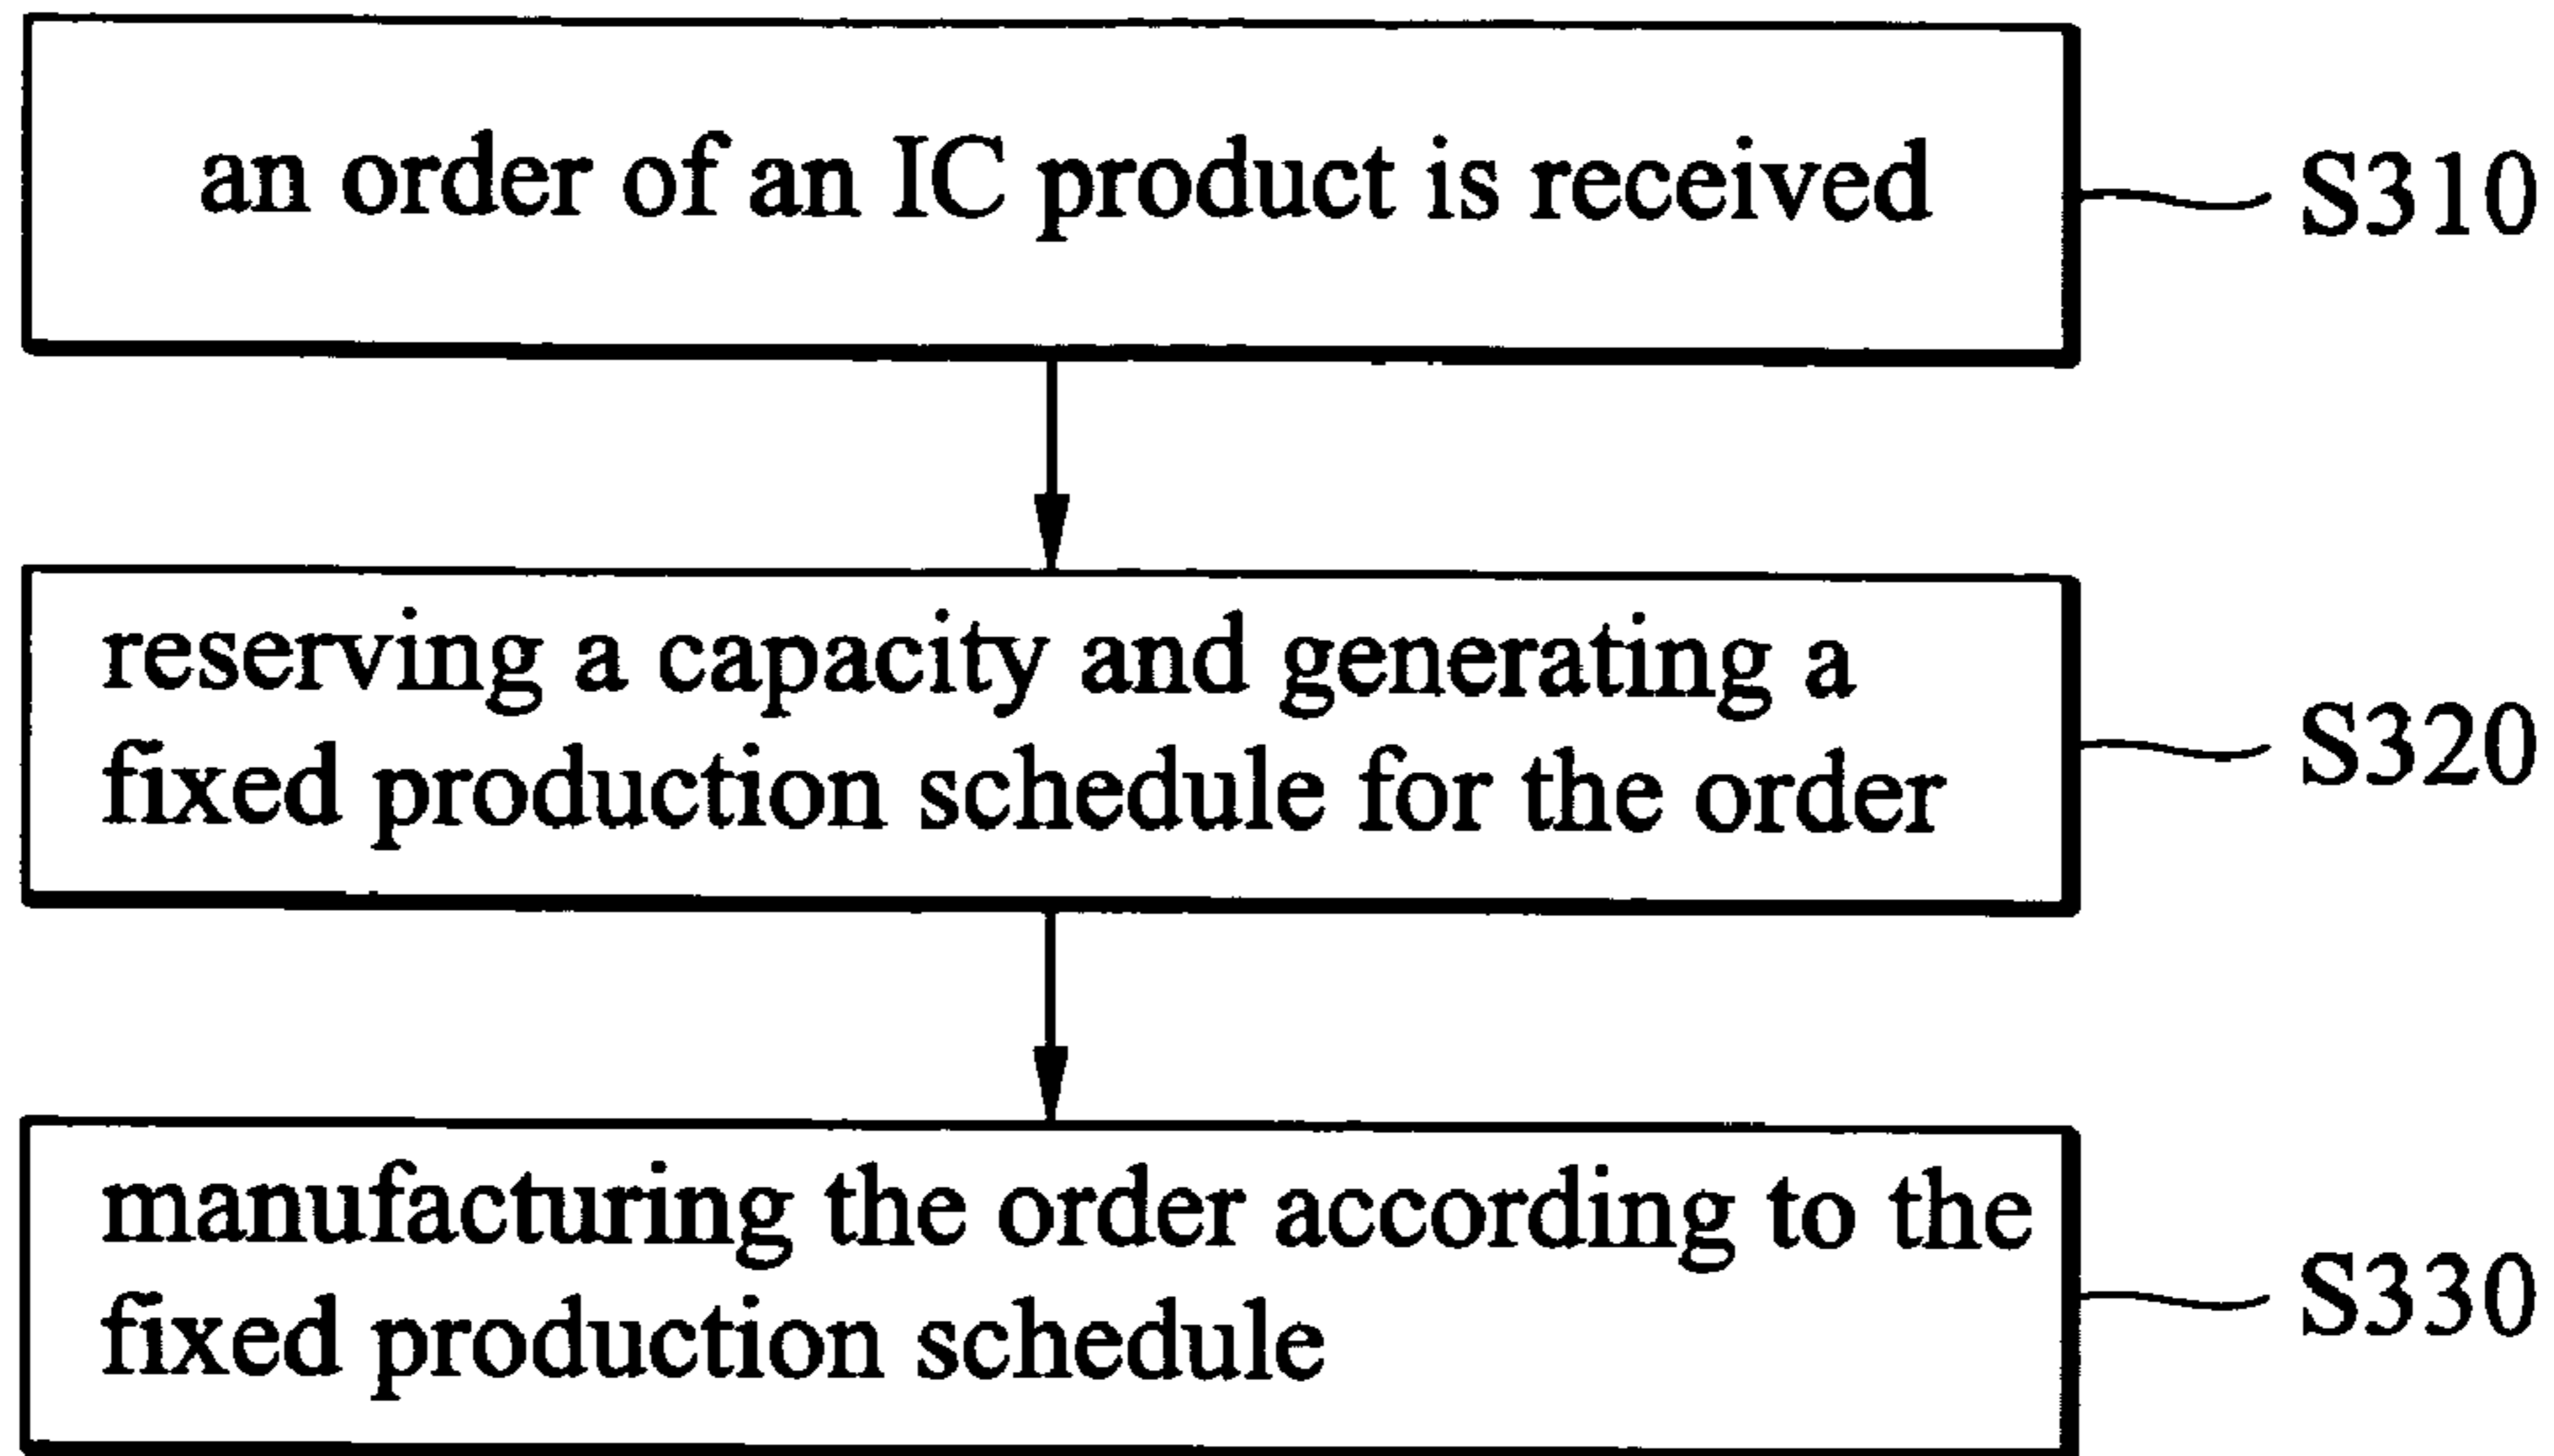 an order of an IC product is received
S310
reserving a capacity and generating a
fixed production schedule for the order
S320
manufacturing the order according to the
fixed production schedule
S330